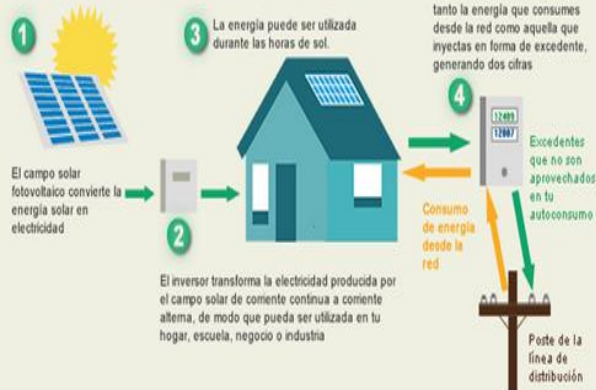 1
El campo solar
fotovoltaico convierte la
energía solar en
electricidad
2
El inversor transforma la electricidad producida por
el campo solar de corriente continua a corriente
alterna, de modo que pueda ser utilizada en tu
hogar, escuela, negocio o industria
3
La energía puede ser utilizada
durante las horas de sol.
tanto la energía que consumes
desde la red como aquella que
inyectas en forma de excedente,
generando dos cifras
4
12489
12007
Excedentes
que no son
aprovechados
en tu
autoconsumo
Consumo
de energía
desde la
red
Poste de la
línea de
distribución